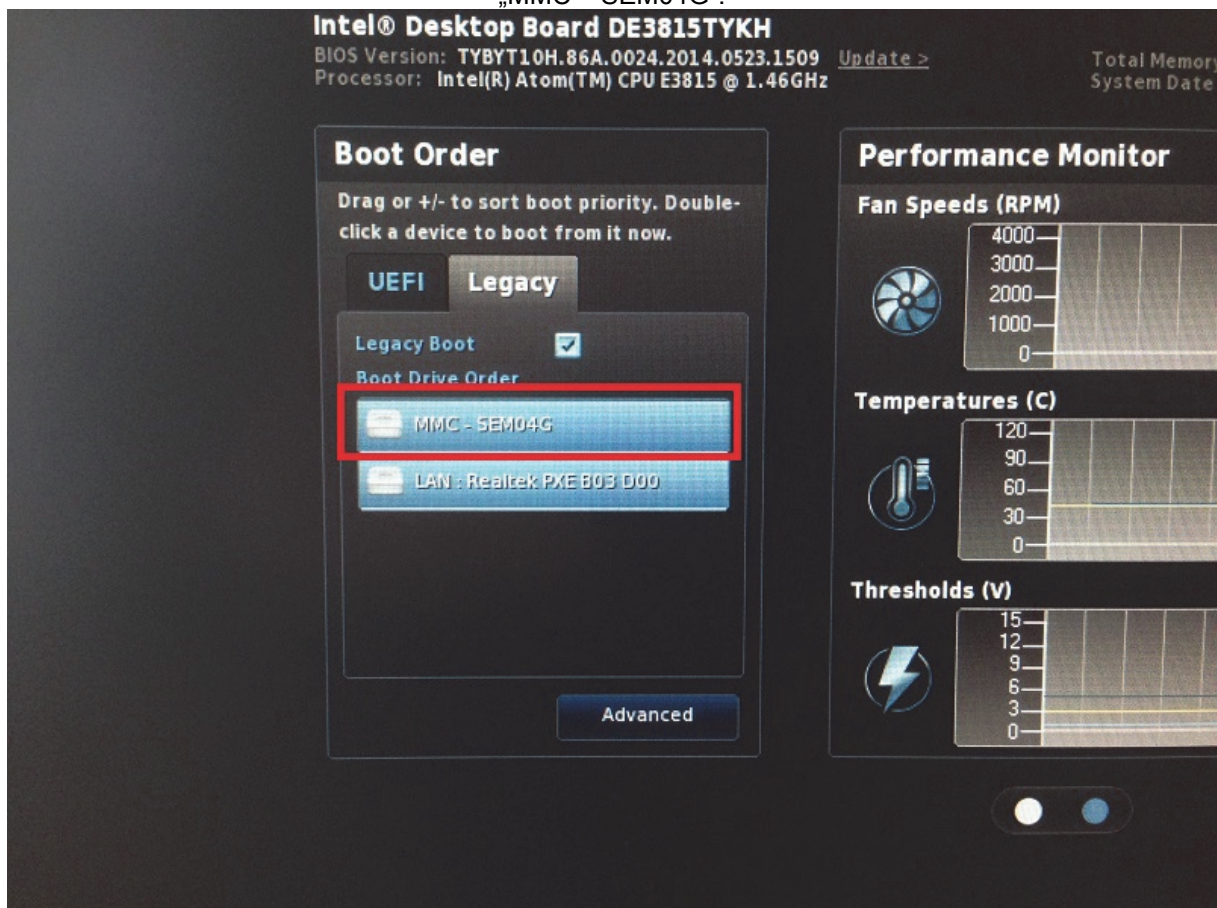 „MMC – SEM04G“.
Intel® Desktop Board DE3815TYKH
BIOS Version: TYBYT10H.86A.0024.2014.0523.1509 Update >
Processor: Intel(R) Atom(TM) CPU E3815 @ 1.46GHz
Total Memory
System Date
Boot Order
Drag or +/- to sort boot priority. Double-
click a device to boot from it now.
UEFI Legacy
Legacy Boot
Boot Drive Order
MMC - SEM04G
LAN : Realtek PXE B03 D00
Advanced
Performance Monitor
Fan Speeds (RPM)
4000
3000
2000
1000
0
Temperatures (C)
120
90
60
30
0
Thresholds (V)
15
12
9
6
3
0